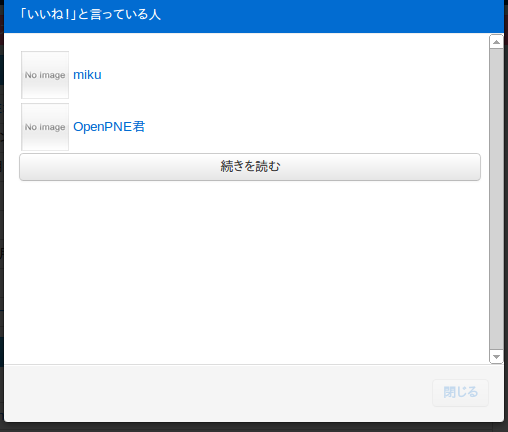 「いいね！」と言っている人
No image
miku
No image
OpenPNE君
続きを読む
閉じる